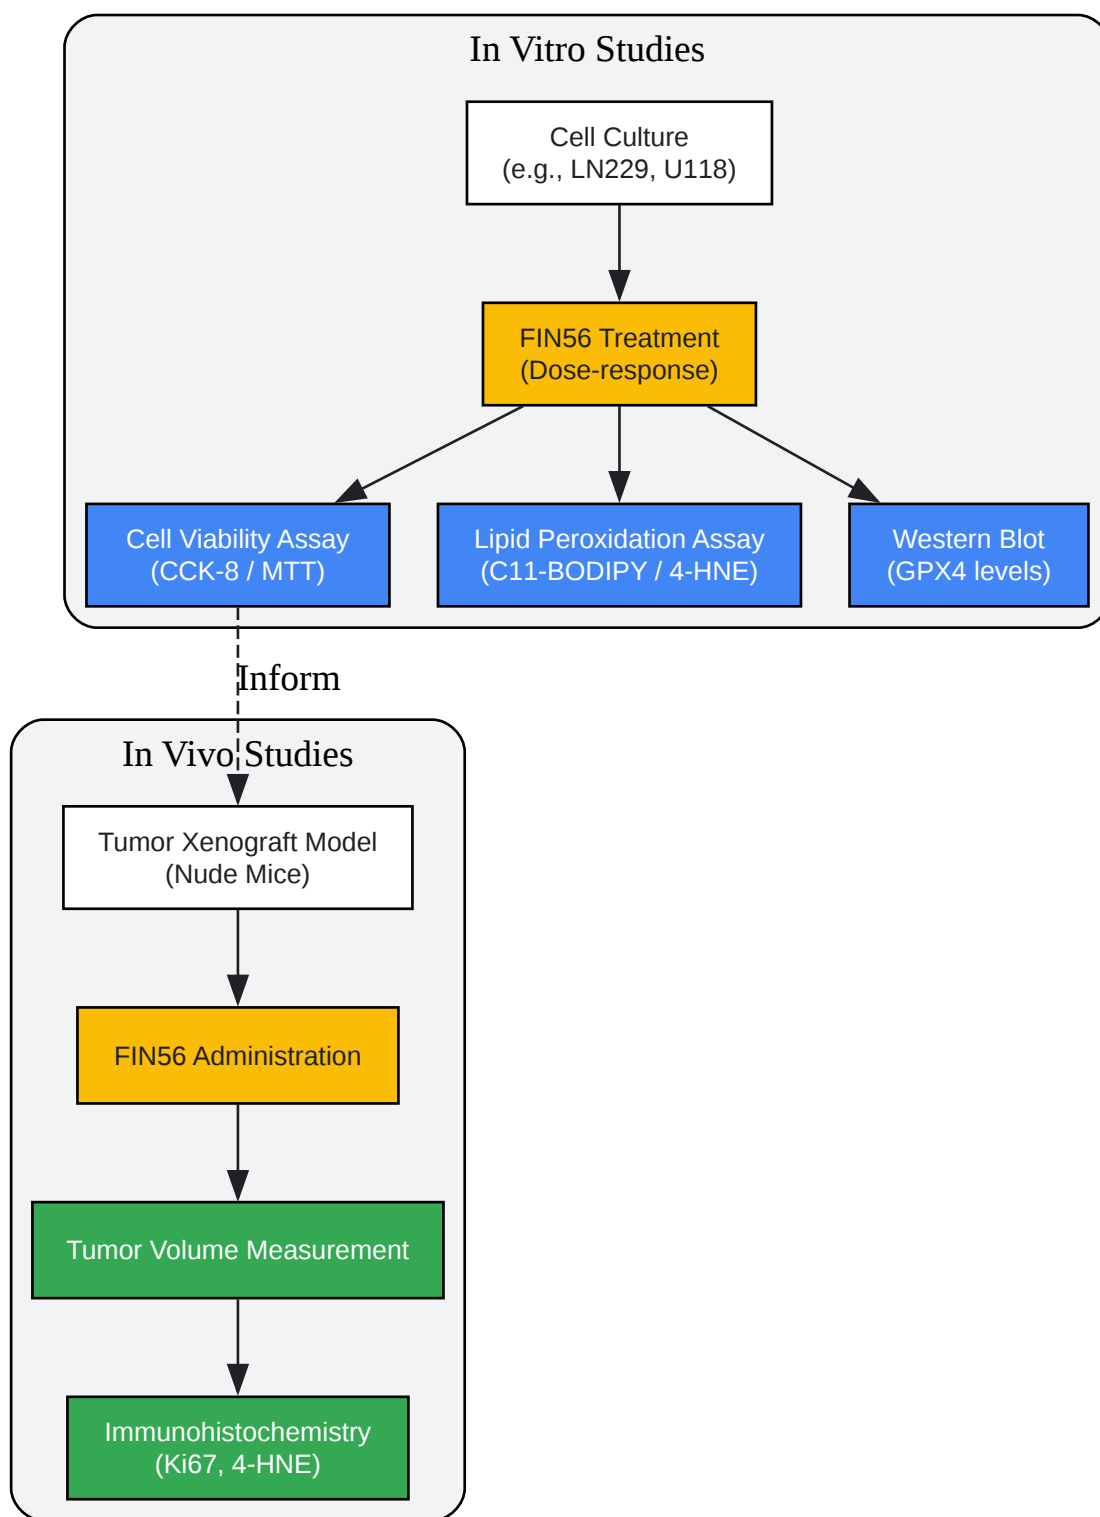 In Vitro Studies
Cell Culture
(e.g., LN229, U118)
FIN56 Treatment
(Dose-response)
Cell Viability Assay
(CCK-8 / MTT)
Lipid Peroxidation Assay
(C11-BODIPY / 4-HNE)
Western Blot
(GPX4 levels)
Inform
In Vivo Studies
Tumor Xenograft Model
(Nude Mice)
FIN56 Administration
Tumor Volume Measurement
Immunohistochemistry
(Ki67, 4-HNE)